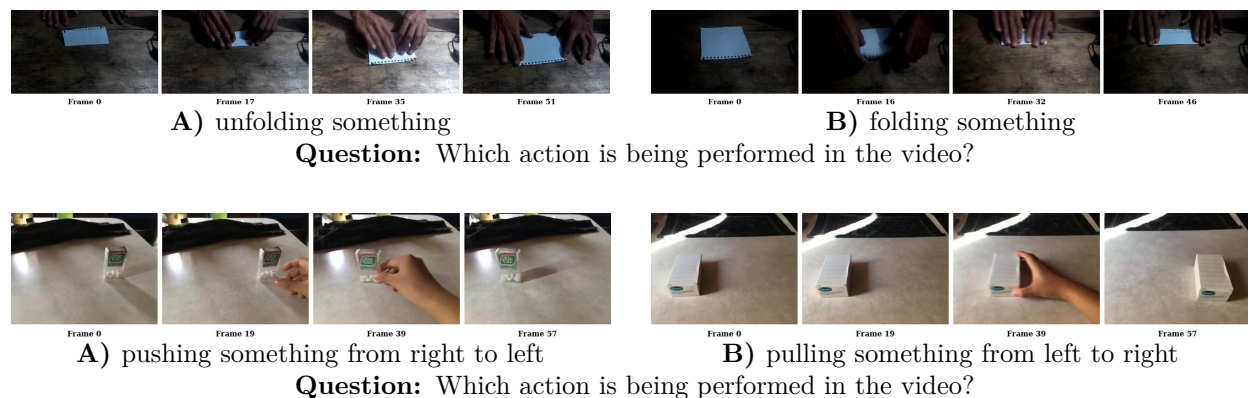 Frame 0 Frame 17 Frame 35 Frame 51 Frame 0 Frame 16 Frame 32 Frame 46
A) unfolding something B) folding something
Question: Which action is being performed in the video?
Frame 0 Frame 19 Frame 39 Frame 57 Frame 0 Frame 19 Frame 39 Frame 57
A) pushing something from right to left B) pulling something from left to right
Question: Which action is being performed in the video?